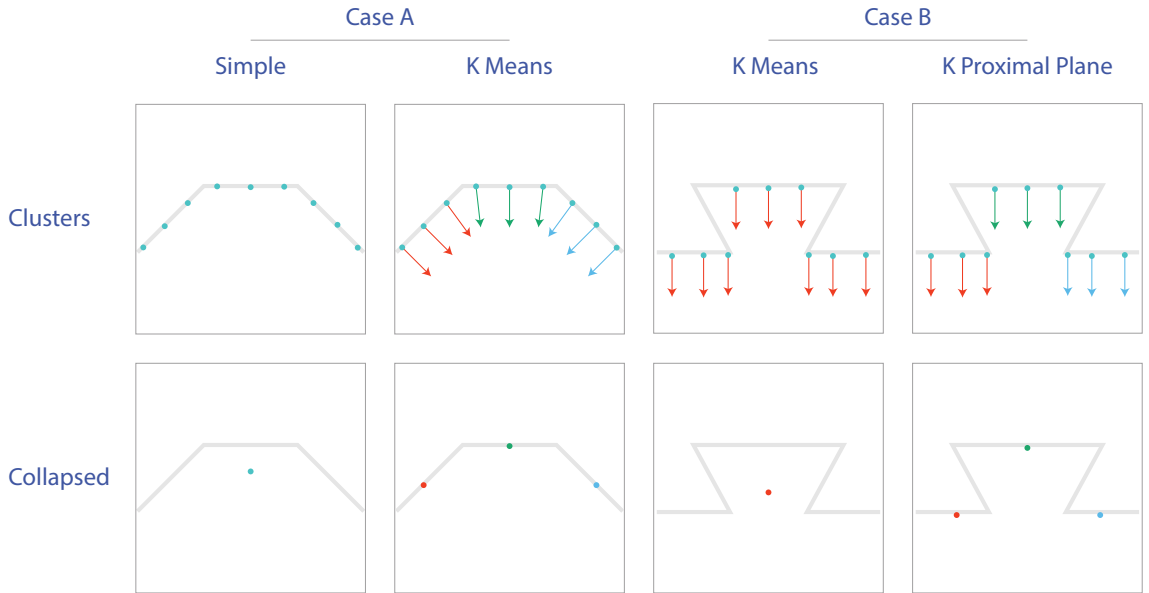 Case A
Case B
Simple
K Means
K Means
K Proximal Plane
Clusters
Collapsed